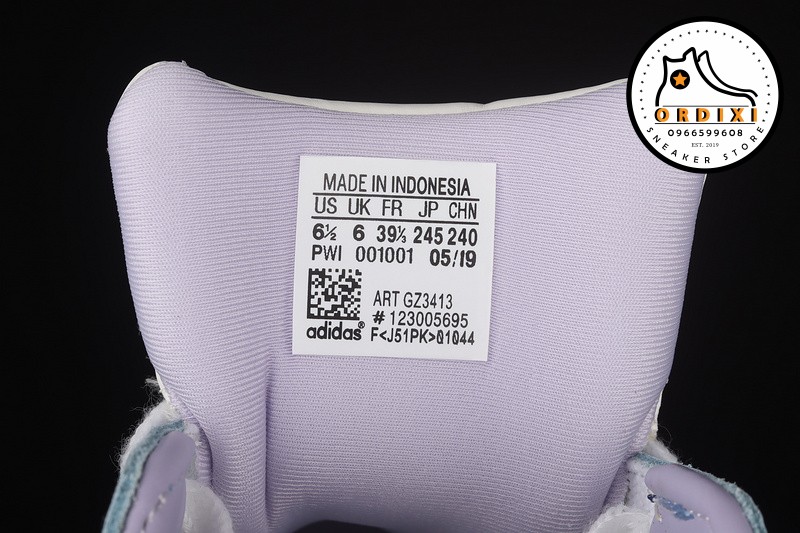 ORDIXI
0966599608
EST. 2019
SNEAKER STORE
MADE IN INDONESIA
US UK FR JP CHN
6½ 6 39⅓ 245 240
PWI 001001 05/19
ART GZ3413
# 123005695
adidas® F<J51PK>01044